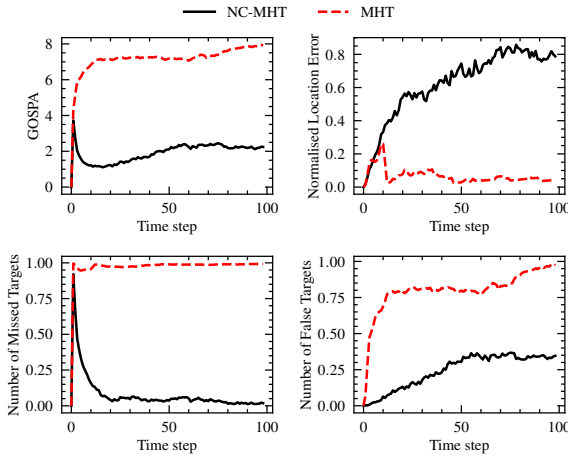 NC-MHT MHT
8
6
4
2
0
GOSPA
0 50 100
Time step
0.8
0.6
0.4
0.2
0.0
Normalised Location Error
0 50 100
Time step
1.00
0.75
0.50
0.25
0.00
Number of Missed Targets
0 50 100
Time step
1.00
0.75
0.50
0.25
0.00
Number of False Targets
0 50 100
Time step